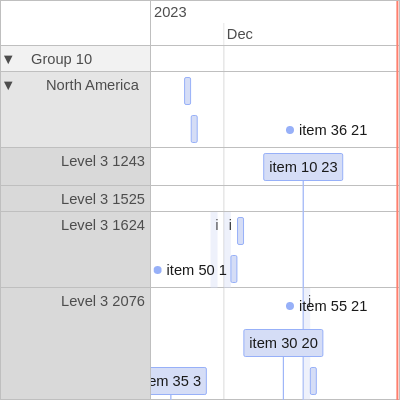 2023
Dec
▼ Group 10
▼ North America
item 36 21
Level 3 1243
item 10 23
Level 3 1525
Level 3 1624
i i
item 50 1
Level 3 2076
i
item 55 21
item 30 20
em 35 3